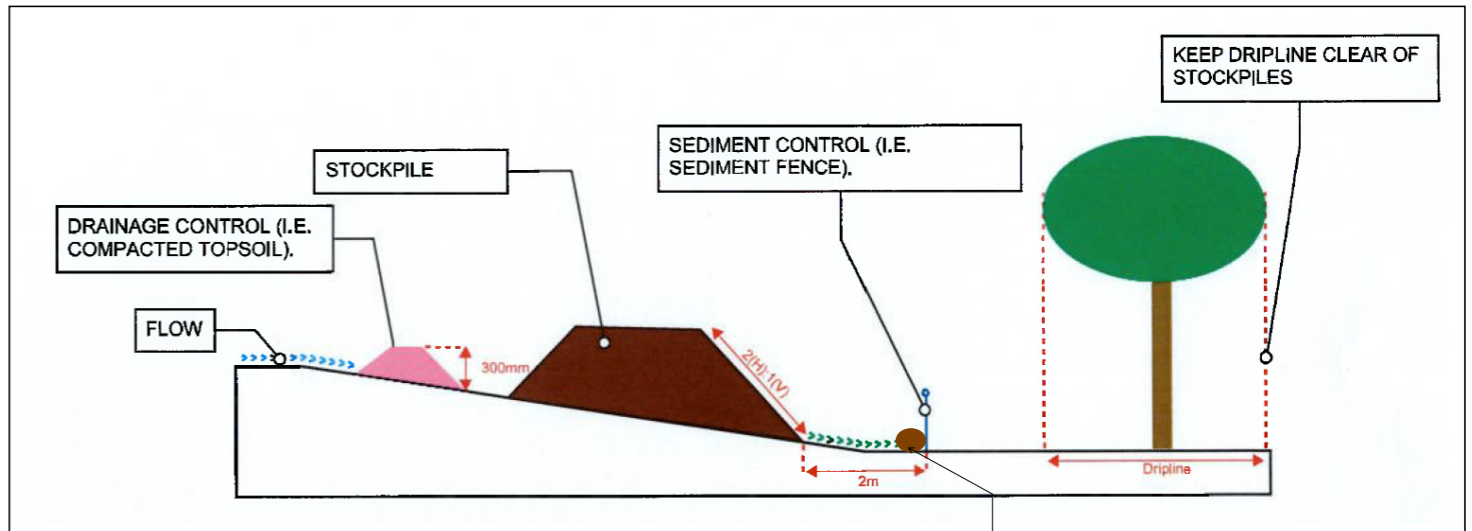 KEEP DRIPLINE CLEAR OF
STOCKPILES
SEDIMENT CONTROL (I.E.
SEDIMENT FENCE).
STOCKPILE
DRAINAGE CONTROL (I.E.
COMPACTED TOPSOIL).
FLOW
300mm
2(H):1(V)
2m
Dripline